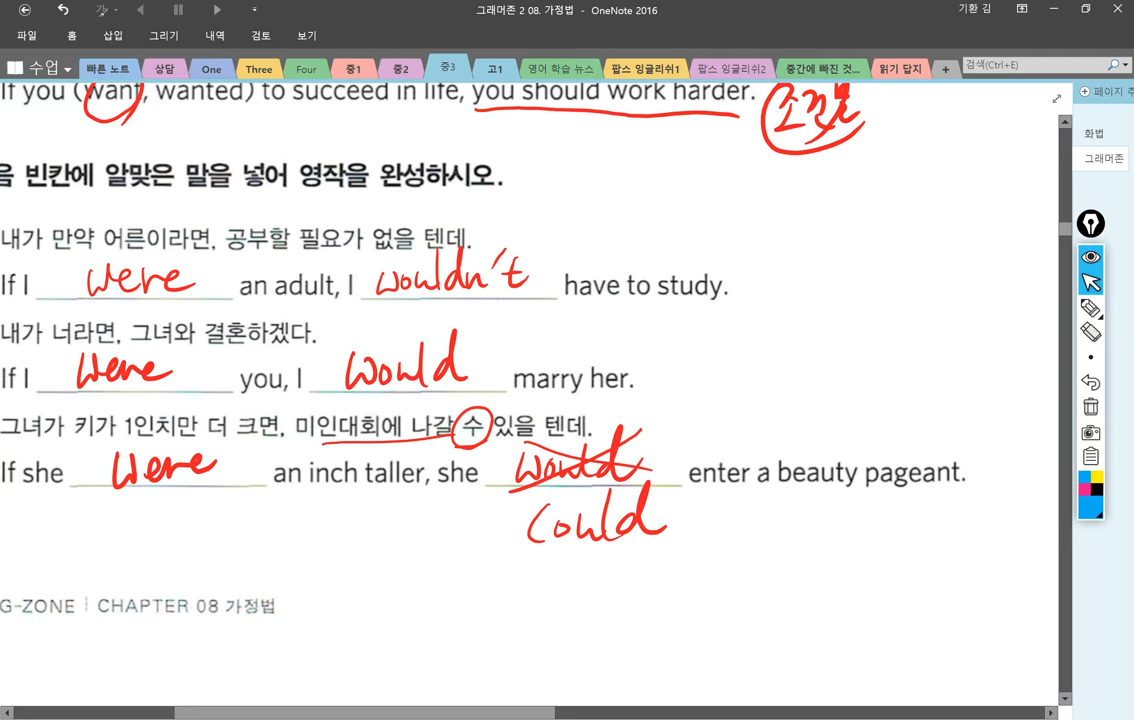 그래머존 2 08. 가정법 - OneNote 2016
기환 김
파일 홈 삽입 그리기 내역 검토 보기
수업 빠른 노트 상담 One Three Four 중1 중2 중3 고1 영어 학습 뉴스 팝스 잉글리쉬1 팝스 잉글리쉬2 중간에 빠진 것... 읽기 답지 + 검색(Ctrl+E)
페이지 추
화법
그래머존
If you (want, wanted) to succeed in life, you should work harder. 조건문
음 빈칸에 알맞은 말을 넣어 영작을 완성하시오.
내가 만약 어른이라면, 공부할 필요가 없을 텐데.
If I were an adult, I wouldn't have to study.
내가 너라면, 그녀와 결혼하겠다.
If I were you, I would marry her.
그녀가 키가 1인치만 더 크면, 미인대회에 나갈 수 있을 텐데.
If she were an inch taller, she would enter a beauty pageant.
could
G-ZONE | CHAPTER 08 가정법